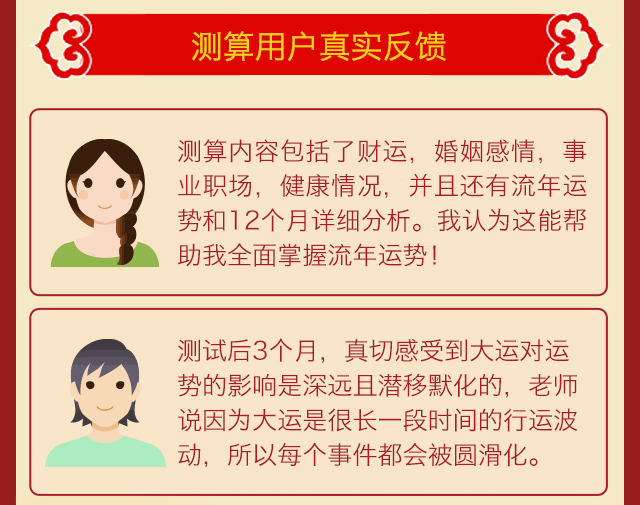 测算用户真实反馈
测算内容包括了财运，婚姻感情，事
业职场，健康情况，并且还有流年运
势和12个月详细分析。我认为这能帮
助我全面掌握流年运势！
测试后3个月，真切感受到大运对运
势的影响是深远且潜移默化的，老师
说因为大运是很长一段时间的行运波
动，所以每个事件都会被圆滑化。